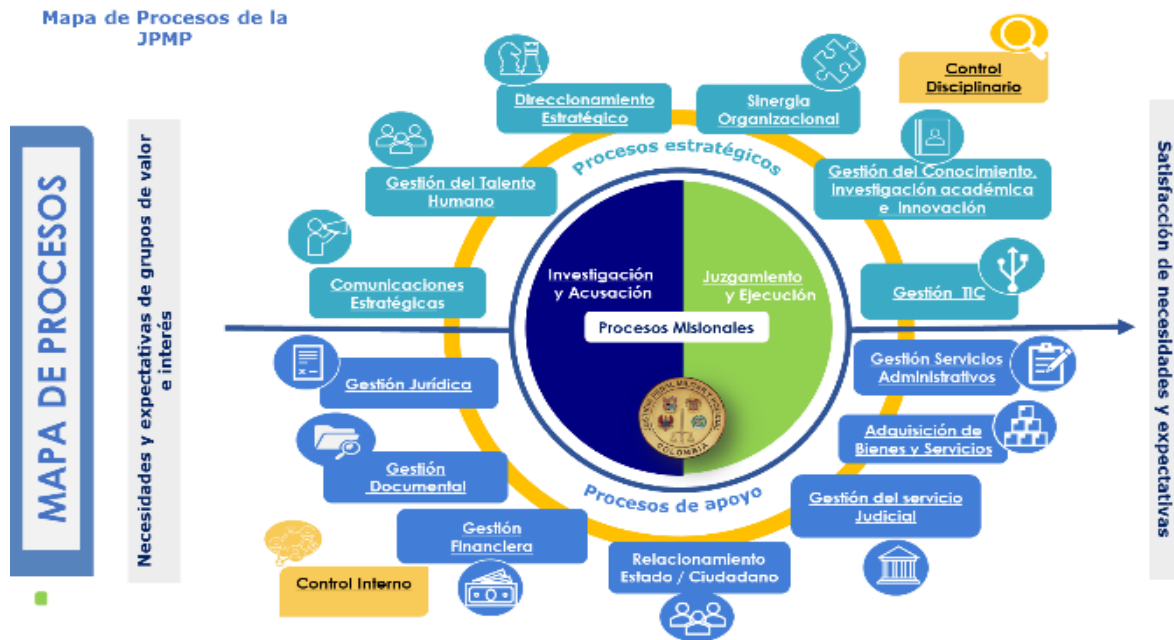 Mapa de Procesos de la
JPMP
MAPA DE PROCESOS
Necesidades y expectativas de grupos de valor
e interés
Direccionamiento
Estratégico
Sinergia
Organizacional
Control
Disciplinario
Gestión del Talento
Humano
Procesos estratégicos
Gestión del Conocimiento,
Investigación académica
e Innovación
Comunicaciones
Estratégicas
Investigación
y Acusación
Juzgamiento
y Ejecución
Gestión TIC
Procesos Misionales
Gestión Jurídica
Gestión Servicios
Administrativos
Gestión
Documental
Adquisición de
Bienes y Servicios
COLOMBIA
Procesos de apoyo
Gestión del servicio
Judicial
Gestión
Financiera
Relacionamiento
Estado / Ciudadano
Control Interno
Satisfacción de necesidades y expectativas